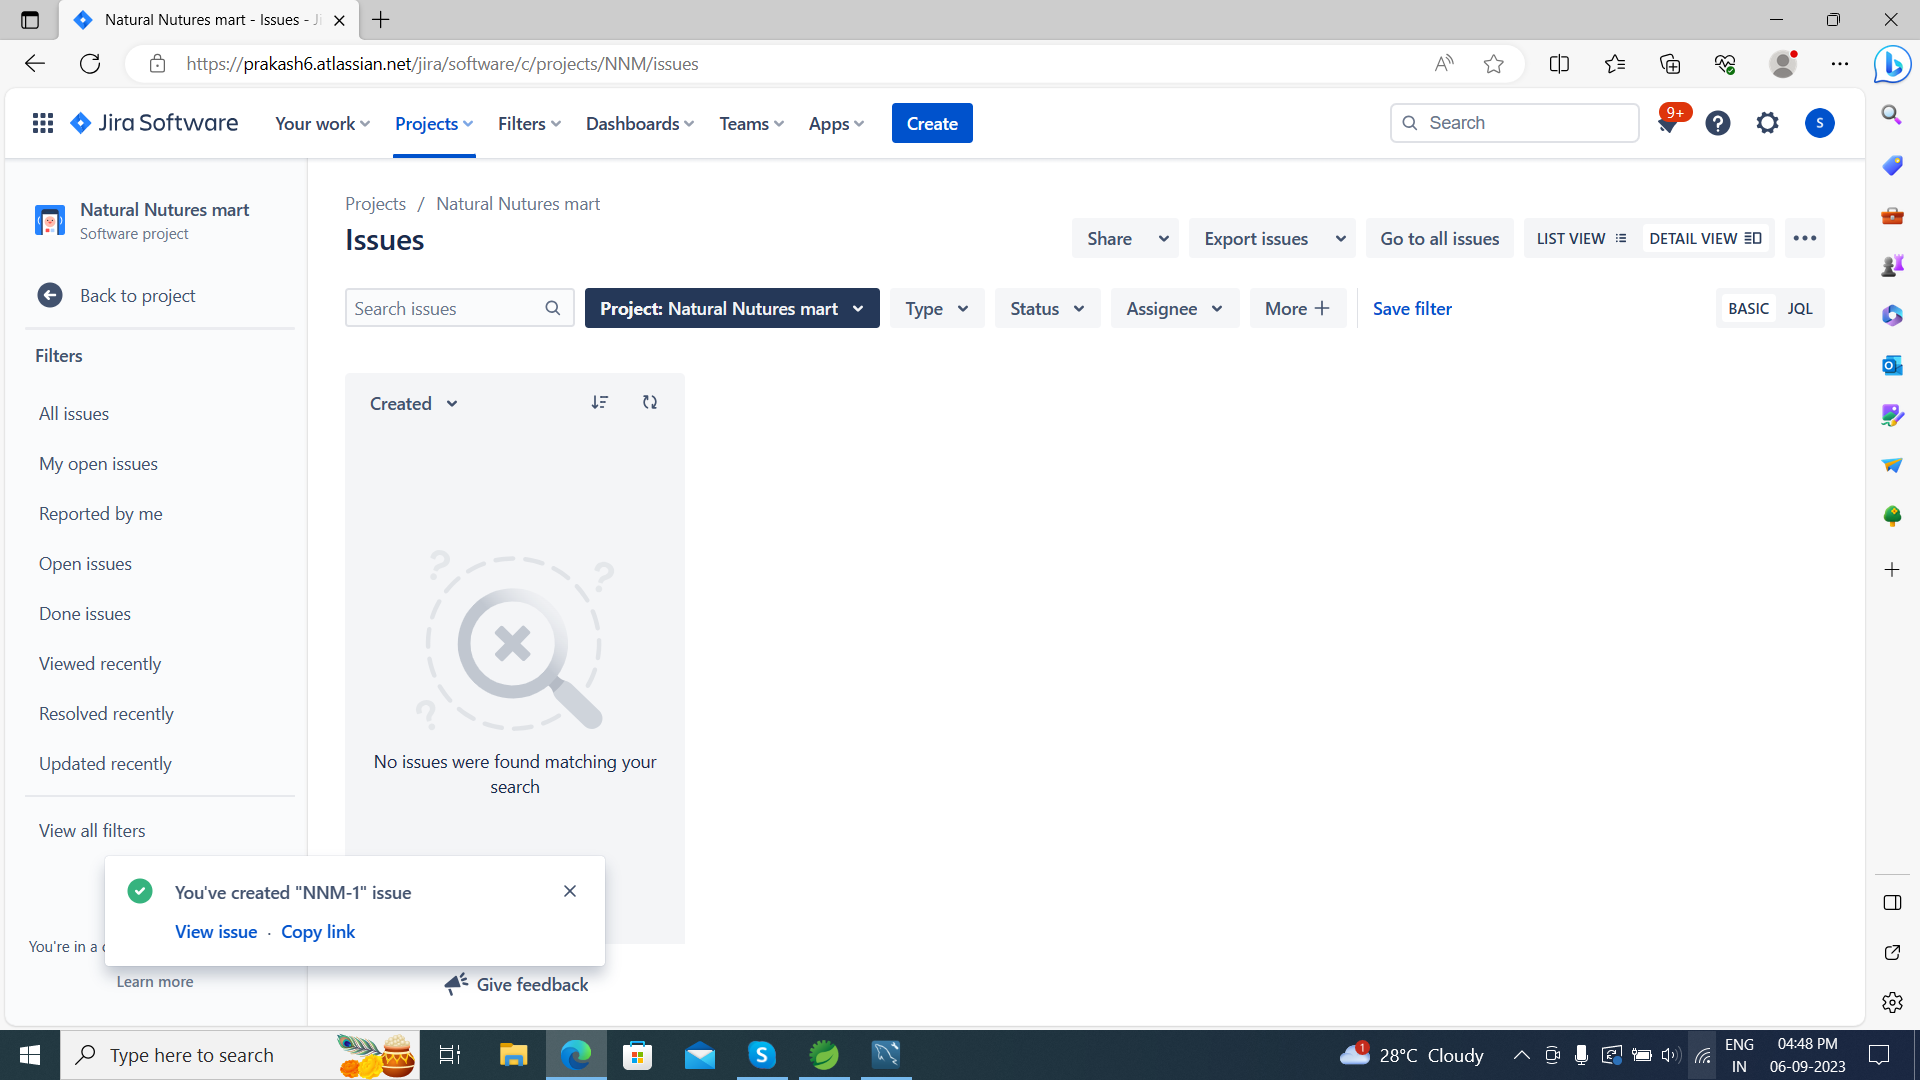 Natural Nutures mart - Issues - Ji
https://prakash6.atlassian.net/jira/software/c/projects/NNM/issues
Jira Software
Your work
Projects
Filters
Dashboards
Teams
Apps
Create
Search
9+
S
Natural Nutures mart
Software project
Back to project
Filters
All issues
My open issues
Reported by me
Open issues
Done issues
Viewed recently
Resolved recently
Updated recently
View all filters
Projects / Natural Nutures mart
Issues
Share
Export issues
Go to all issues
LIST VIEW
DETAIL VIEW
Search issues
Project: Natural Nutures mart
Type
Status
Assignee
More
Save filter
BASIC
JQL
Created
No issues were found matching your
search
You've created "NNM-1" issue
View issue · Copy link
You're in a
Learn more
Give feedback
Type here to search
1
28°C Cloudy
ENG
IN
04:48 PM
06-09-2023